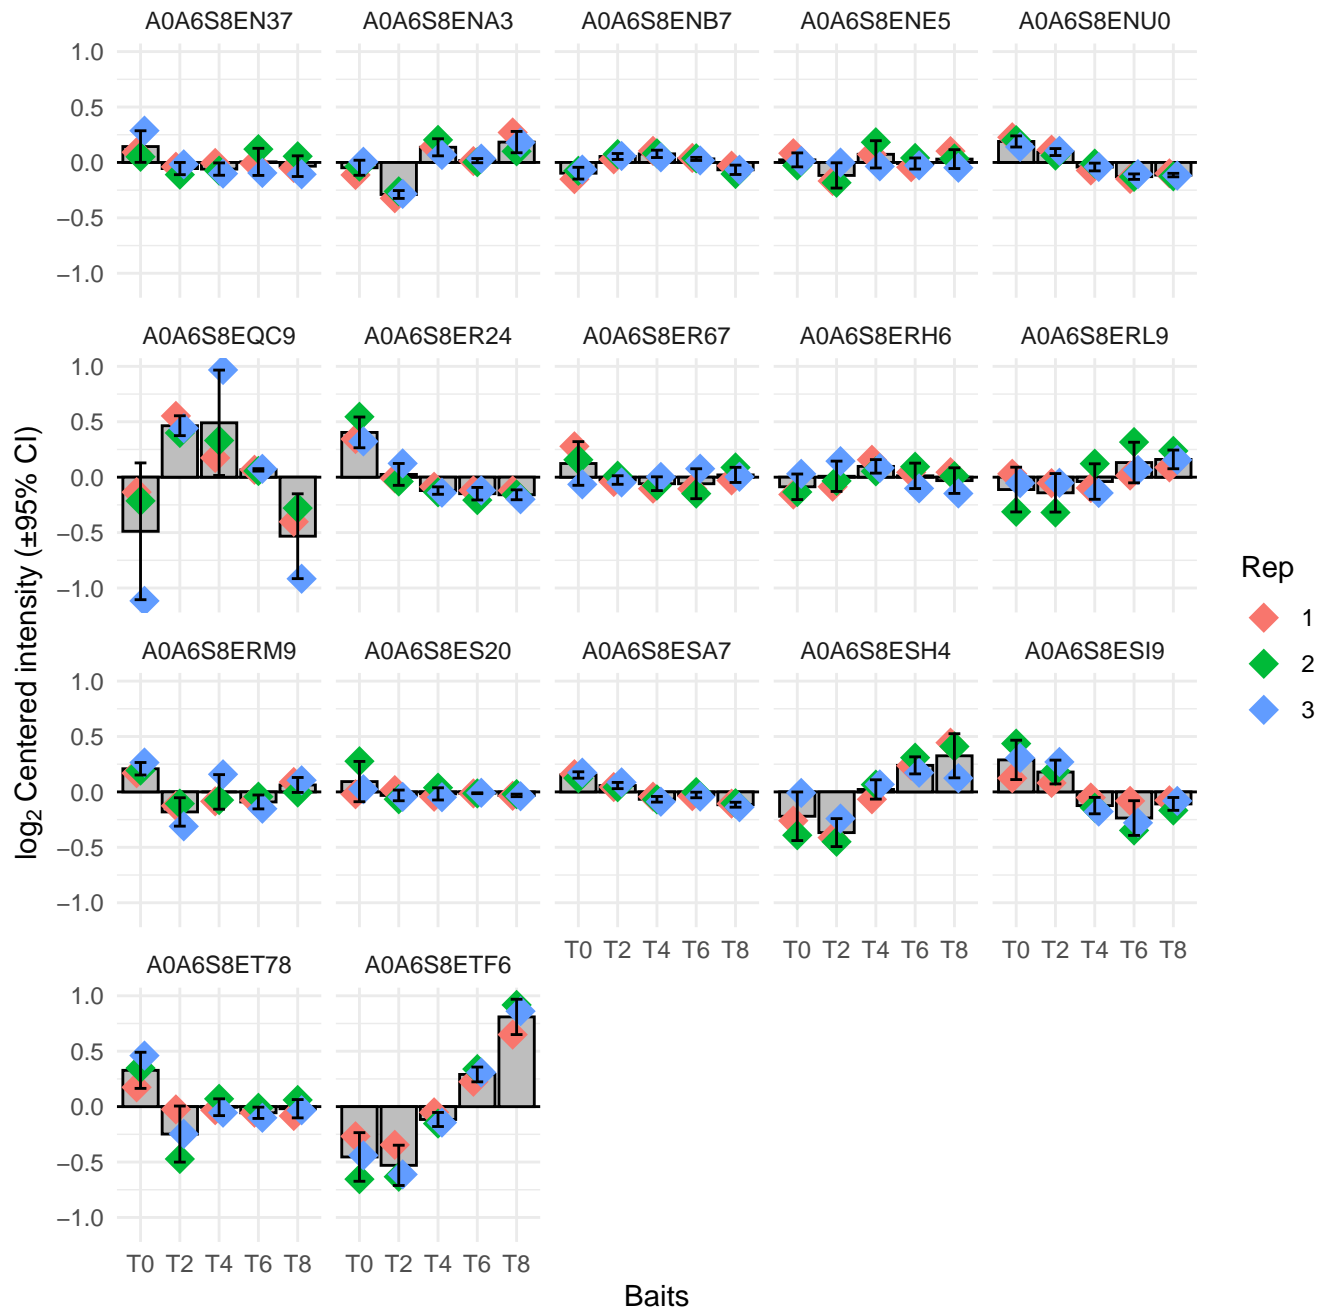 A0A6S8EN37 A0A6S8ENA3 A0A6S8ENB7 A0A6S8ENE5 A0A6S8ENU0
1.0
0.5
0.0
−0.5
−1.0
A0A6S8EQC9 A0A6S8ER24 A0A6S8ER67 A0A6S8ERH6 A0A6S8ERL9
1.0
0.5
0.0
−0.5
−1.0
A0A6S8ERM9 A0A6S8ES20 A0A6S8ESA7 A0A6S8ESH4 A0A6S8ESI9
1.0
0.5
0.0
−0.5
−1.0
T0 T2 T4 T6 T8 T0 T2 T4 T6 T8 T0 T2 T4 T6 T8
A0A6S8ET78 A0A6S8ETF6
1.0
0.5
0.0
−0.5
−1.0
T0 T2 T4 T6 T8 T0 T2 T4 T6 T8
Baits
log₂ Centered intensity (±95% CI)
Rep
1
2
3